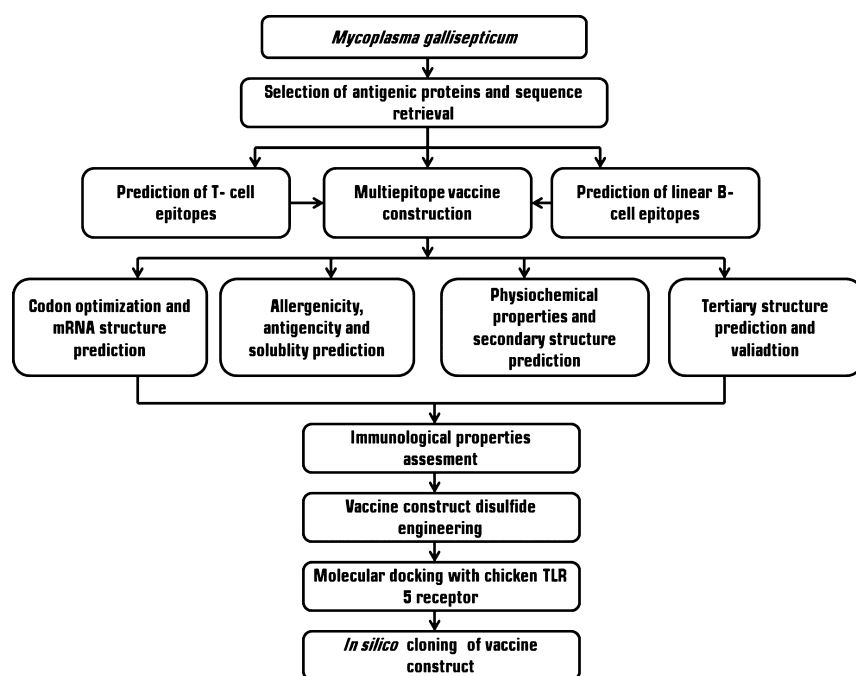 Mycoplasma gallisepticum
Selection of antigenic proteins and sequence
retrieval
Prediction of T- cell
epitopes
Multiepitope vaccine
construction
Prediction of linear B-
cell epitopes
Codon optimization and
mRNA structure
prediction
Allergenicity,
antigencity and
solublity prediction
Physiochemical
properties and
secondary structure
prediction
Tertiary structure
prediction and
valiadtion
Immunological properties
assesment
Vaccine construct disulfide
engineering
Molecular docking with chicken TLR
5 receptor
In silico cloning of vaccine
construct